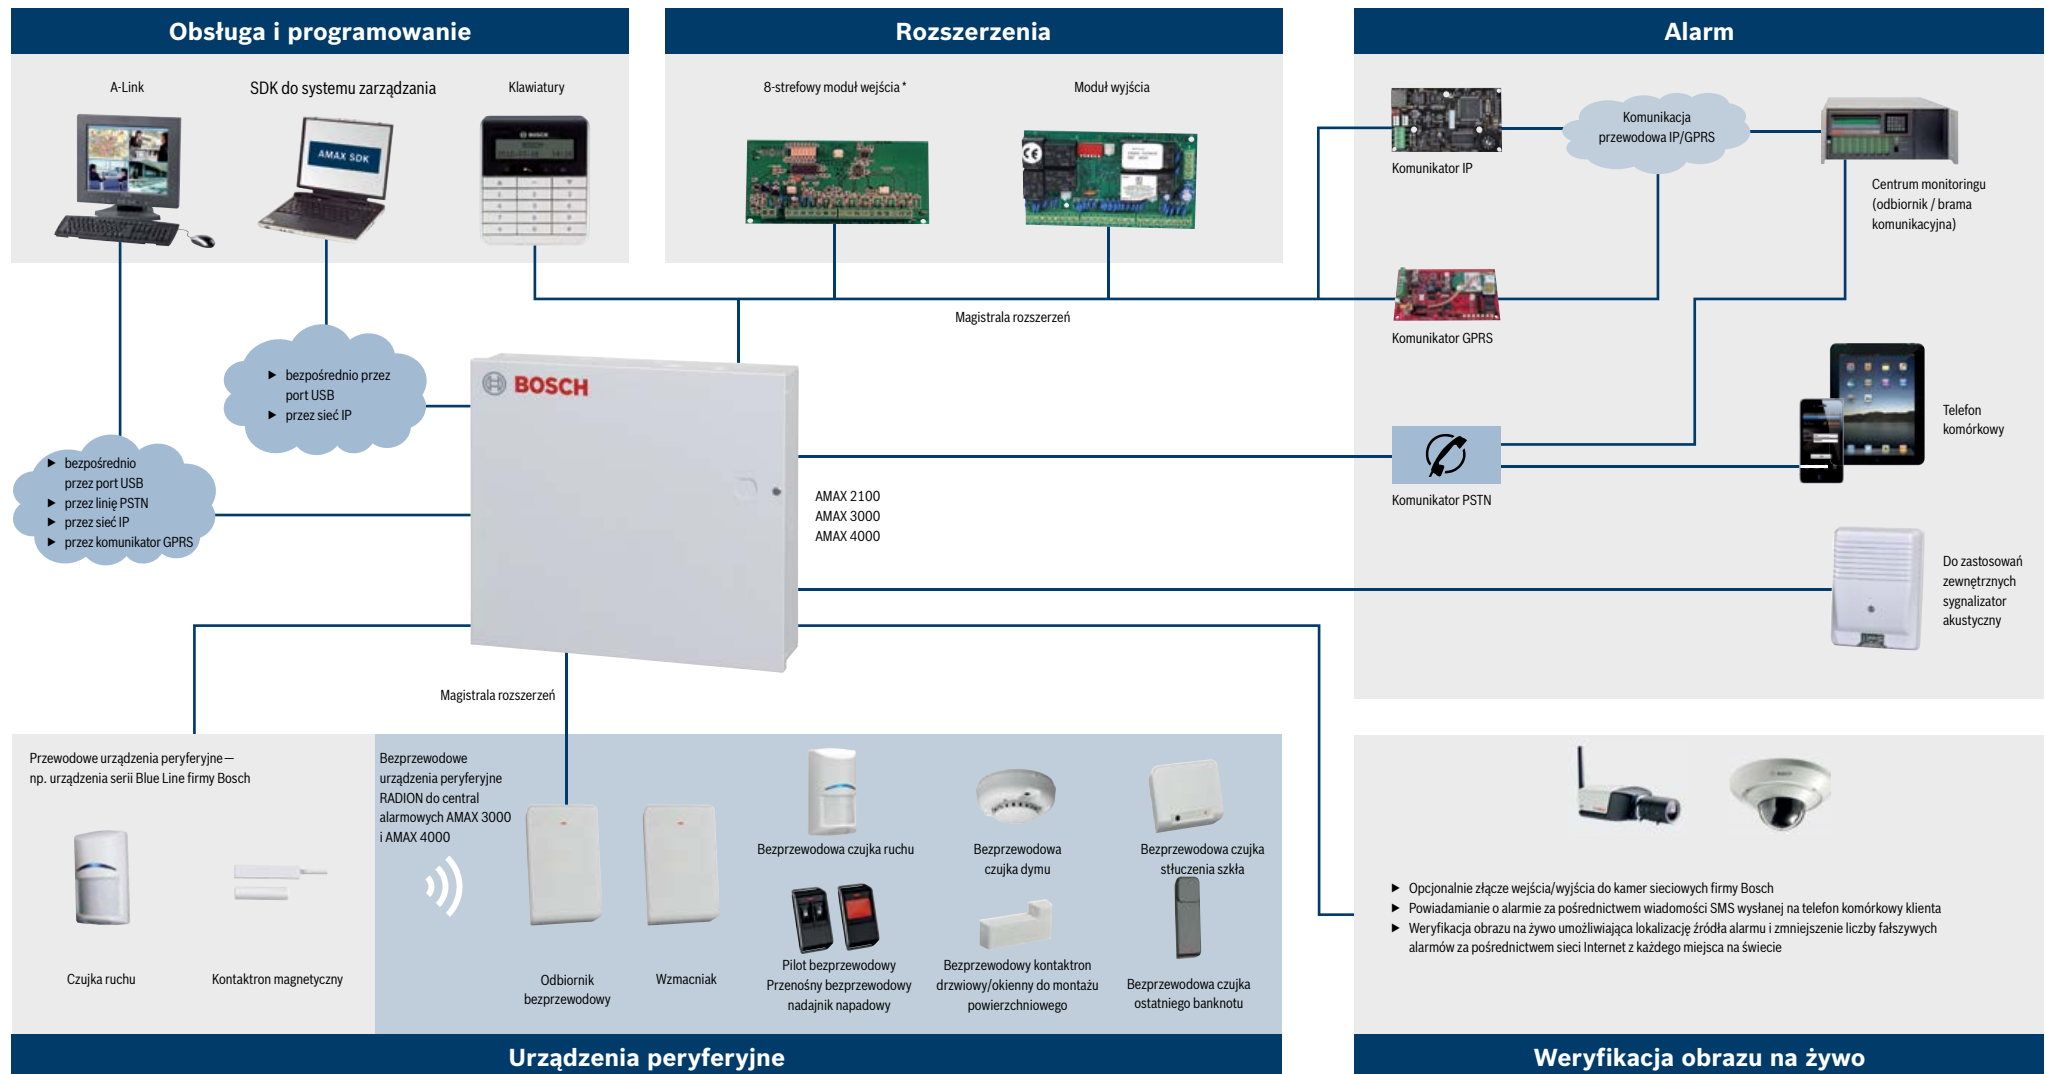 Obsługa i programowanie
A-Link
SDK do systemu zarządzania
Klawiatury
AMAX SDK
BOSCH
BOSCH
Rozszerzenia
8-strefowy moduł wejścia *
Moduł wyjścia
Magistrala rozszerzeń
Alarm
Komunikator IP
Komunikacja
przewodowa IP/GPRS
Centrum monitoringu
(odbiornik / brama
komunikacyjna)
Komunikator GPRS
Telefon
komórkowy
Komunikator PSTN
Do zastosowań
zewnętrznych
sygnalizator
akustyczny
► bezpośrednio przez
port USB
► przez sieć IP
► bezpośrednio
przez port USB
► przez linię PSTN
► przez sieć IP
► przez komunikator GPRS
BOSCH
AMAX 2100
AMAX 3000
AMAX 4000
Magistrala rozszerzeń
Przewodowe urządzenia peryferyjne —
np. urządzenia serii Blue Line firmy Bosch
Czujka ruchu
Kontaktron magnetyczny
Bezprzewodowe
urządzenia peryferyjne
RADION do central
alarmowych AMAX 3000
i AMAX 4000
Odbiornik
bezprzewodowy
Wzmacniak
Bezprzewodowa czujka ruchu
Bezprzewodowa
czujka dymu
Bezprzewodowa czujka
stłuczenia szkła
Pilot bezprzewodowy
Przenośny bezprzewodowy
nadajnik napadowy
Bezprzewodowy kontaktron
drzwiowy/okienny do montażu
powierzchniowego
Bezprzewodowa czujka
ostatniego banknotu
Urządzenia peryferyjne
► Opcjonalnie złącze wejścia/wyjścia do kamer sieciowych firmy Bosch
► Powiadamianie o alarmie za pośrednictwem wiadomości SMS wysłanej na telefon komórkowy klienta
► Weryfikacja obrazu na żywo umożliwiająca lokalizację źródła alarmu i zmniejszenie liczby fałszywych
alarmów za pośrednictwem sieci Internet z każdego miejsca na świecie
Weryfikacja obrazu na żywo